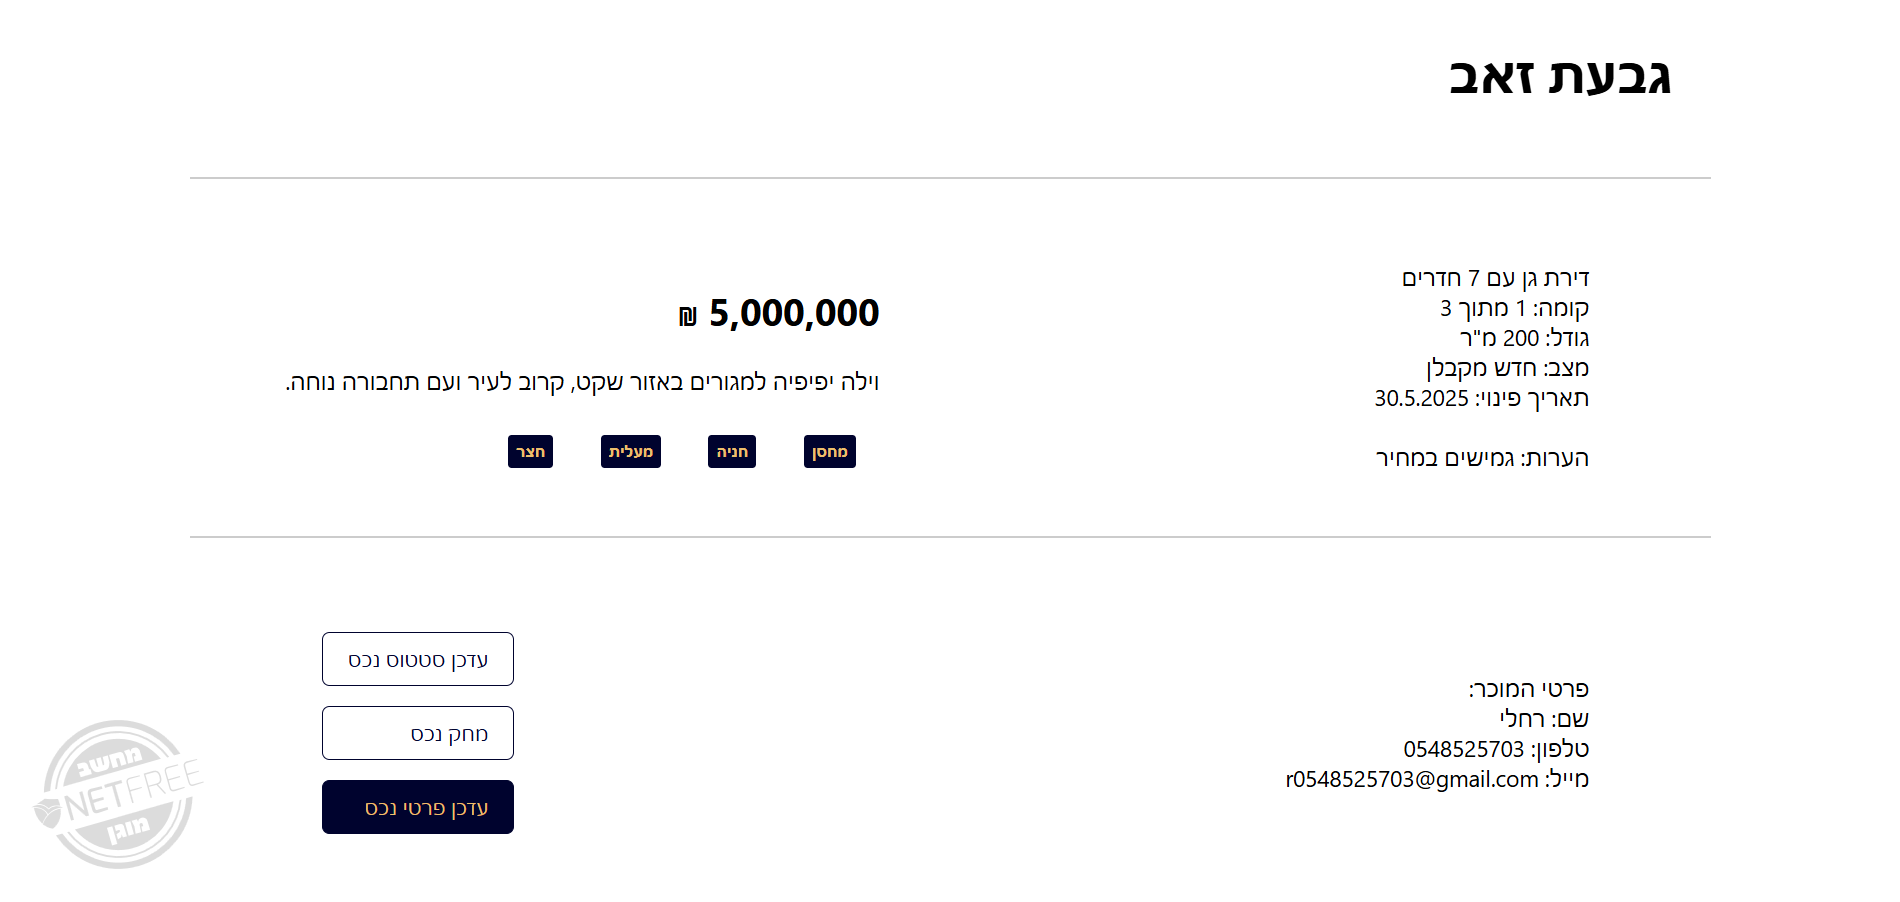 גבעת זאב
דירת גן עם 7 חדרים
קומה: 1 מתוך 3
גודל: 200 מ"ר
מצב: חדש מקבלן
תאריך פינוי: 30.5.2025
הערות: גמישים במחיר
5,000,000 ₪
וילה יפיפיה למגורים באזור שקט, קרוב לעיר ועם תחבורה נוחה.
מחסן
חניה
מעלית
חצר
פרטי המוכר:
שם: רחלי
טלפון: 0548525703
מייל: r0548525703@gmail.com
עדכן סטטוס נכס
מחק נכס
עדכן פרטי נכס
מחשב
NETFREE
מוגן